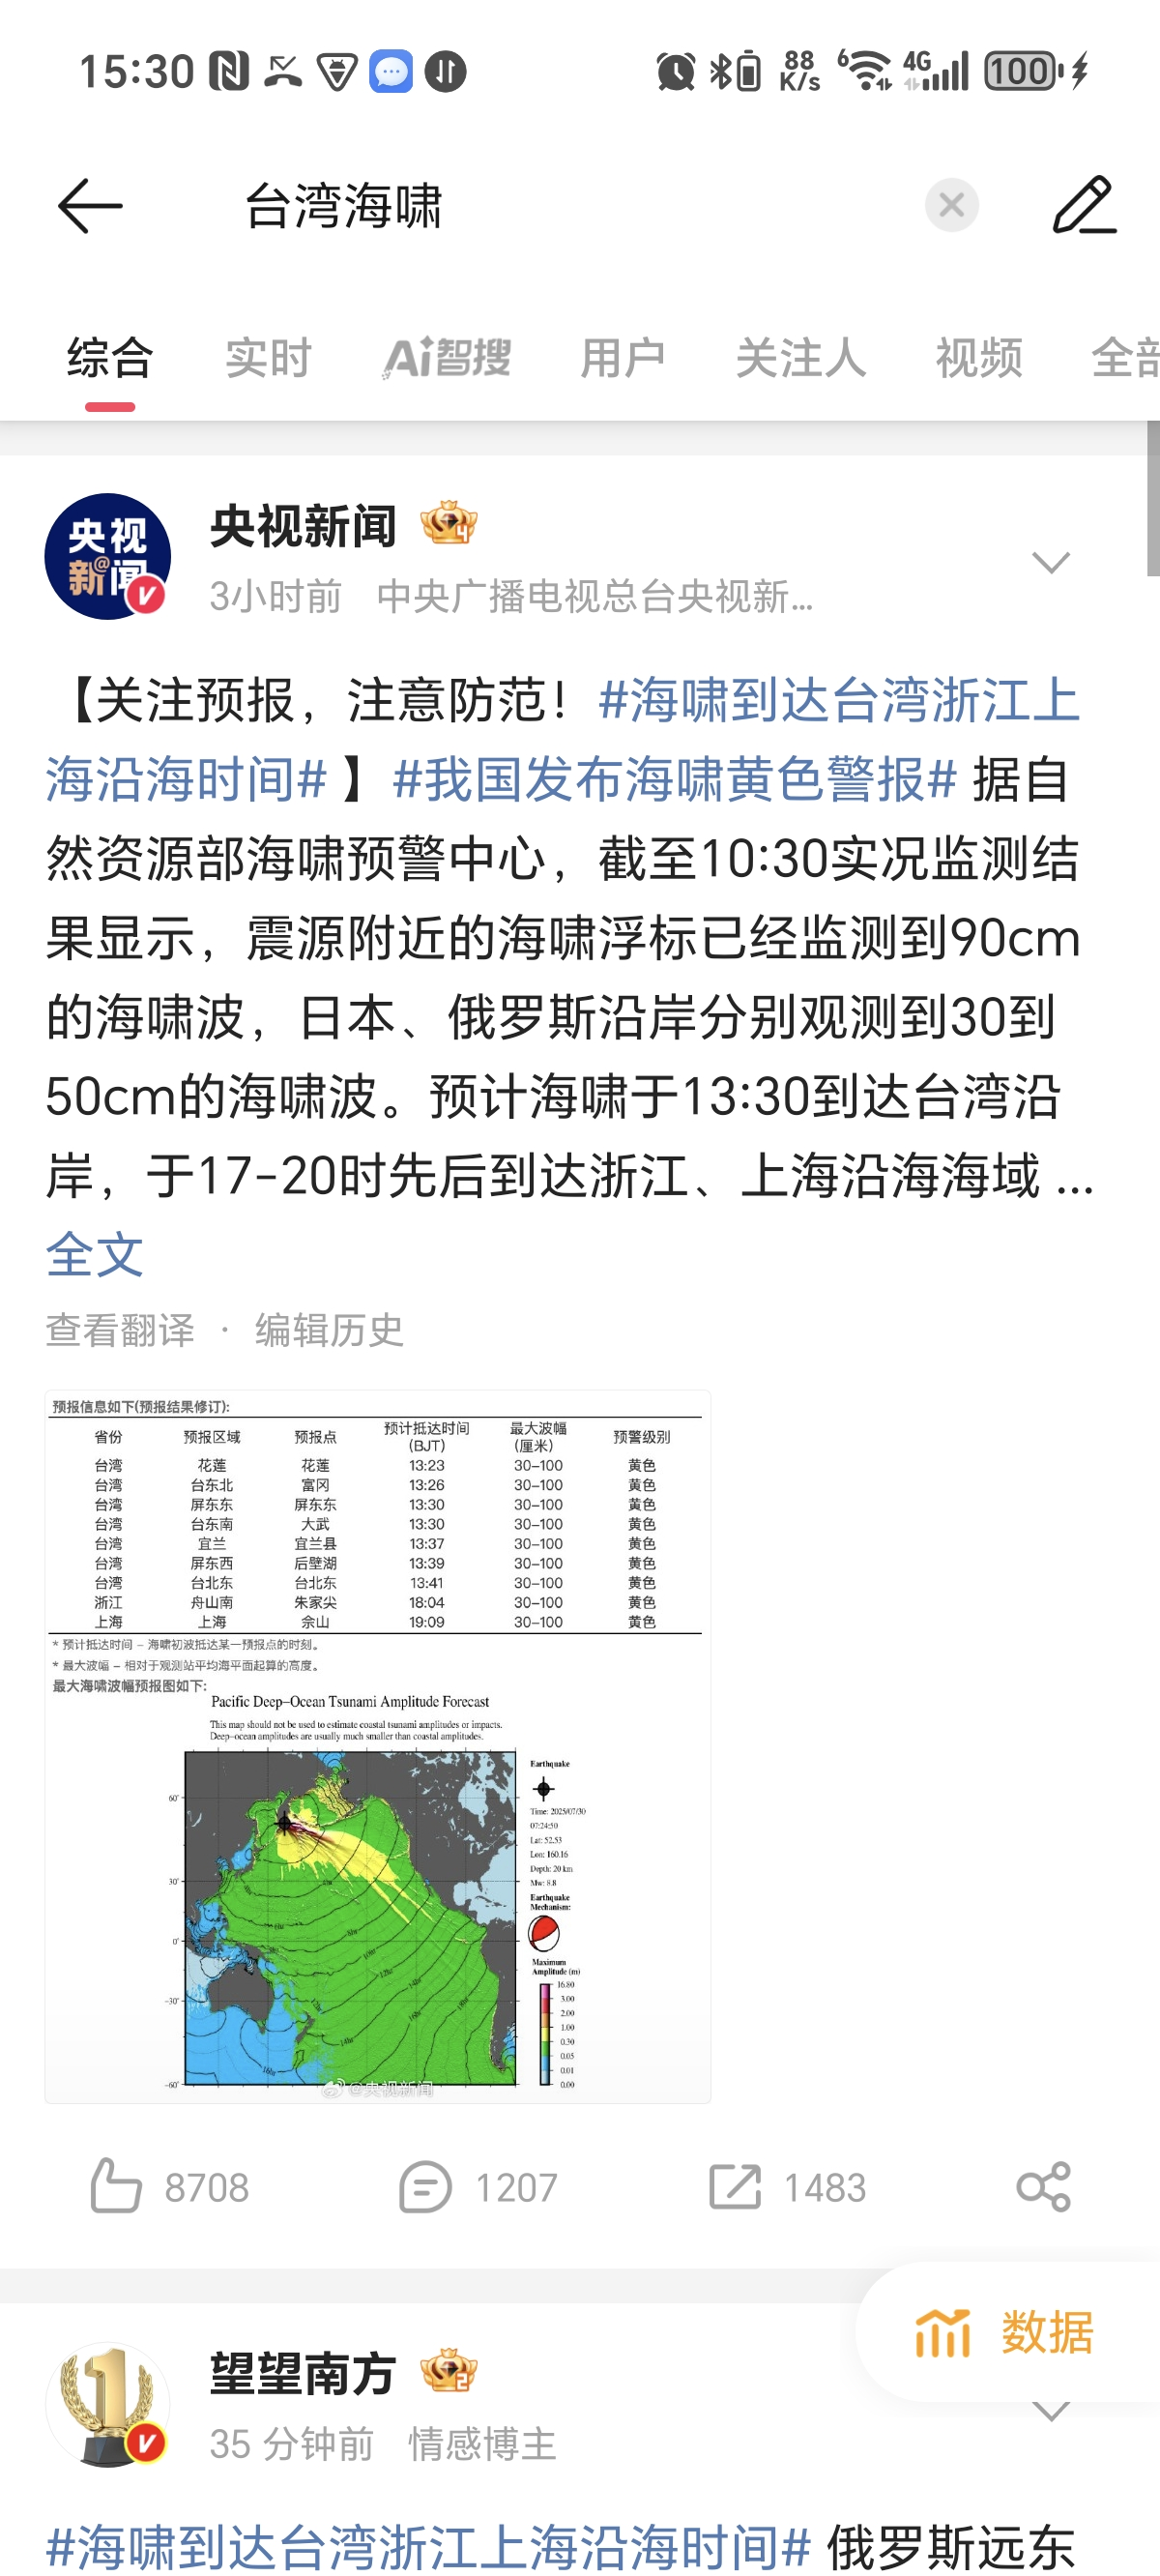 15:30
88 K/s
6
4G
100
台湾海啸
综合 实时 Ai智搜 用户 关注人 视频 全部
央视新闻
4
央视
新@闻
3小时前 中央广播电视总台央视新...
【关注预报，注意防范！#海啸到达台湾浙江上
海沿海时间# 】#我国发布海啸黄色警报# 据自
然资源部海啸预警中心，截至10:30实况监测结
果显示，震源附近的海啸浮标已经监测到90cm
的海啸波，日本、俄罗斯沿岸分别观测到30到
50cm的海啸波。预计海啸于13:30到达台湾沿
岸，于17-20时先后到达浙江、上海沿海海域 ...
全文
查看翻译 · 编辑历史
预报信息如下(预报结果修订):
省份 预报区域 预报点 预计抵达时间 (BJT) 最大波幅 (厘米) 预警级别
台湾 花莲 花莲 13:23 30-100 黄色
台湾 台东北 富冈 13:26 30-100 黄色
台湾 屏东东 屏东东 13:30 30-100 黄色
台湾 台东南 大武 13:30 30-100 黄色
台湾 宜兰 宜兰县 13:37 30-100 黄色
台湾 屏东西 后壁湖 13:39 30-100 黄色
台湾 台北东 台北东 13:41 30-100 黄色
浙江 舟山南 朱家尖 18:04 30-100 黄色
上海 上海 佘山 19:09 30-100 黄色
* 预计抵达时间 – 海啸初波抵达某一预报点的时刻。
* 最大波幅 – 相对于观测站平均海平面起算的高度。
最大海啸波幅预报图如下:
Pacific Deep-Ocean Tsunami Amplitude Forecast
This map should not be used to estimate coastal tsunami amplitudes or impacts.
Deep-ocean amplitudes are usually much smaller than coastal amplitudes.
60°
30°
0°
-30°
-60°
Earthquake
Time: 2025/07/30
07:24:50
Lat: 52.53
Lon: 160.16
Depth: 20 km
Mw: 8.8
Earthquake
Mechanism:
Maximum
Amplitude (m)
16.80
3.00
2.00
1.00
0.30
0.05
0.01
0.00
@央视新闻
8708 1207 1483
数据
望望南方
2
1
35 分钟前 情感博主
#海啸到达台湾浙江上海沿海时间# 俄罗斯远东